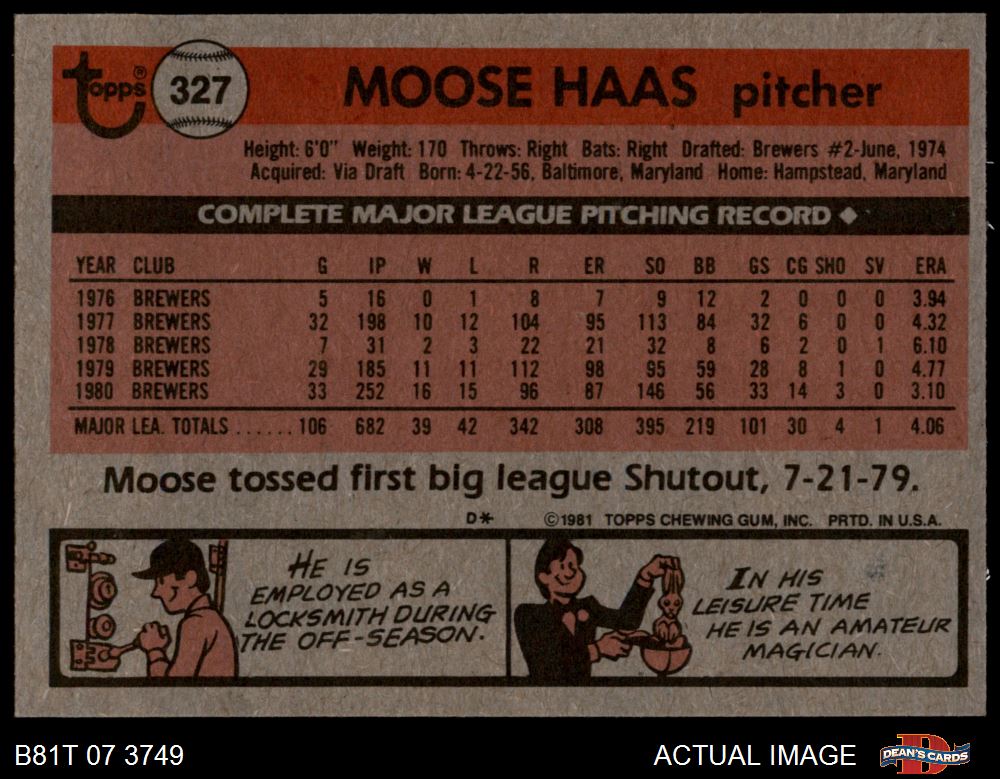 topps® 327 MOOSE HAAS pitcher
Height: 6'0" Weight: 170 Throws: Right Bats: Right Drafted: Brewers #2-June, 1974
Acquired: Via Draft Born: 4-22-56, Baltimore, Maryland Home: Hampstead, Maryland
COMPLETE MAJOR LEAGUE PITCHING RECORD ◆
YEAR CLUB G IP W L R ER SO BB GS CG SHO SV ERA
1976 BREWERS 5 16 0 1 8 7 9 12 2 0 0 0 3.94
1977 BREWERS 32 198 10 12 104 95 113 84 32 6 0 0 4.32
1978 BREWERS 7 31 2 3 22 21 32 8 6 2 0 1 6.10
1979 BREWERS 29 185 11 11 112 98 95 59 28 8 1 0 4.77
1980 BREWERS 33 252 16 15 96 87 146 56 33 14 3 0 3.10
MAJOR LEA. TOTALS ...... 106 682 39 42 342 308 395 219 101 30 4 1 4.06
Moose tossed first big league Shutout, 7-21-79.
D* ©1981 TOPPS CHEWING GUM, INC. PRTD. IN U.S.A.
HE IS
EMPLOYED AS A
LOCKSMITH DURING
THE OFF-SEASON.
IN HIS
LEISURE TIME
HE IS AN AMATEUR
MAGICIAN.
B81T 07 3749 ACTUAL IMAGE DEAN'S CARDS